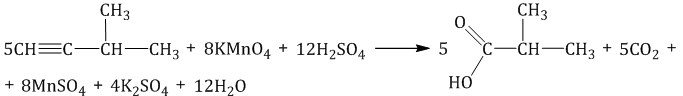 CH₃ CH₃
5CH≡C—CH—CH₃ + 8KMnO₄ + 12H₂SO₄ ⟶ 5 O HO C—CH—CH₃ + 5CO₂ +
+ 8MnSO₄ + 4K₂SO₄ + 12H₂O